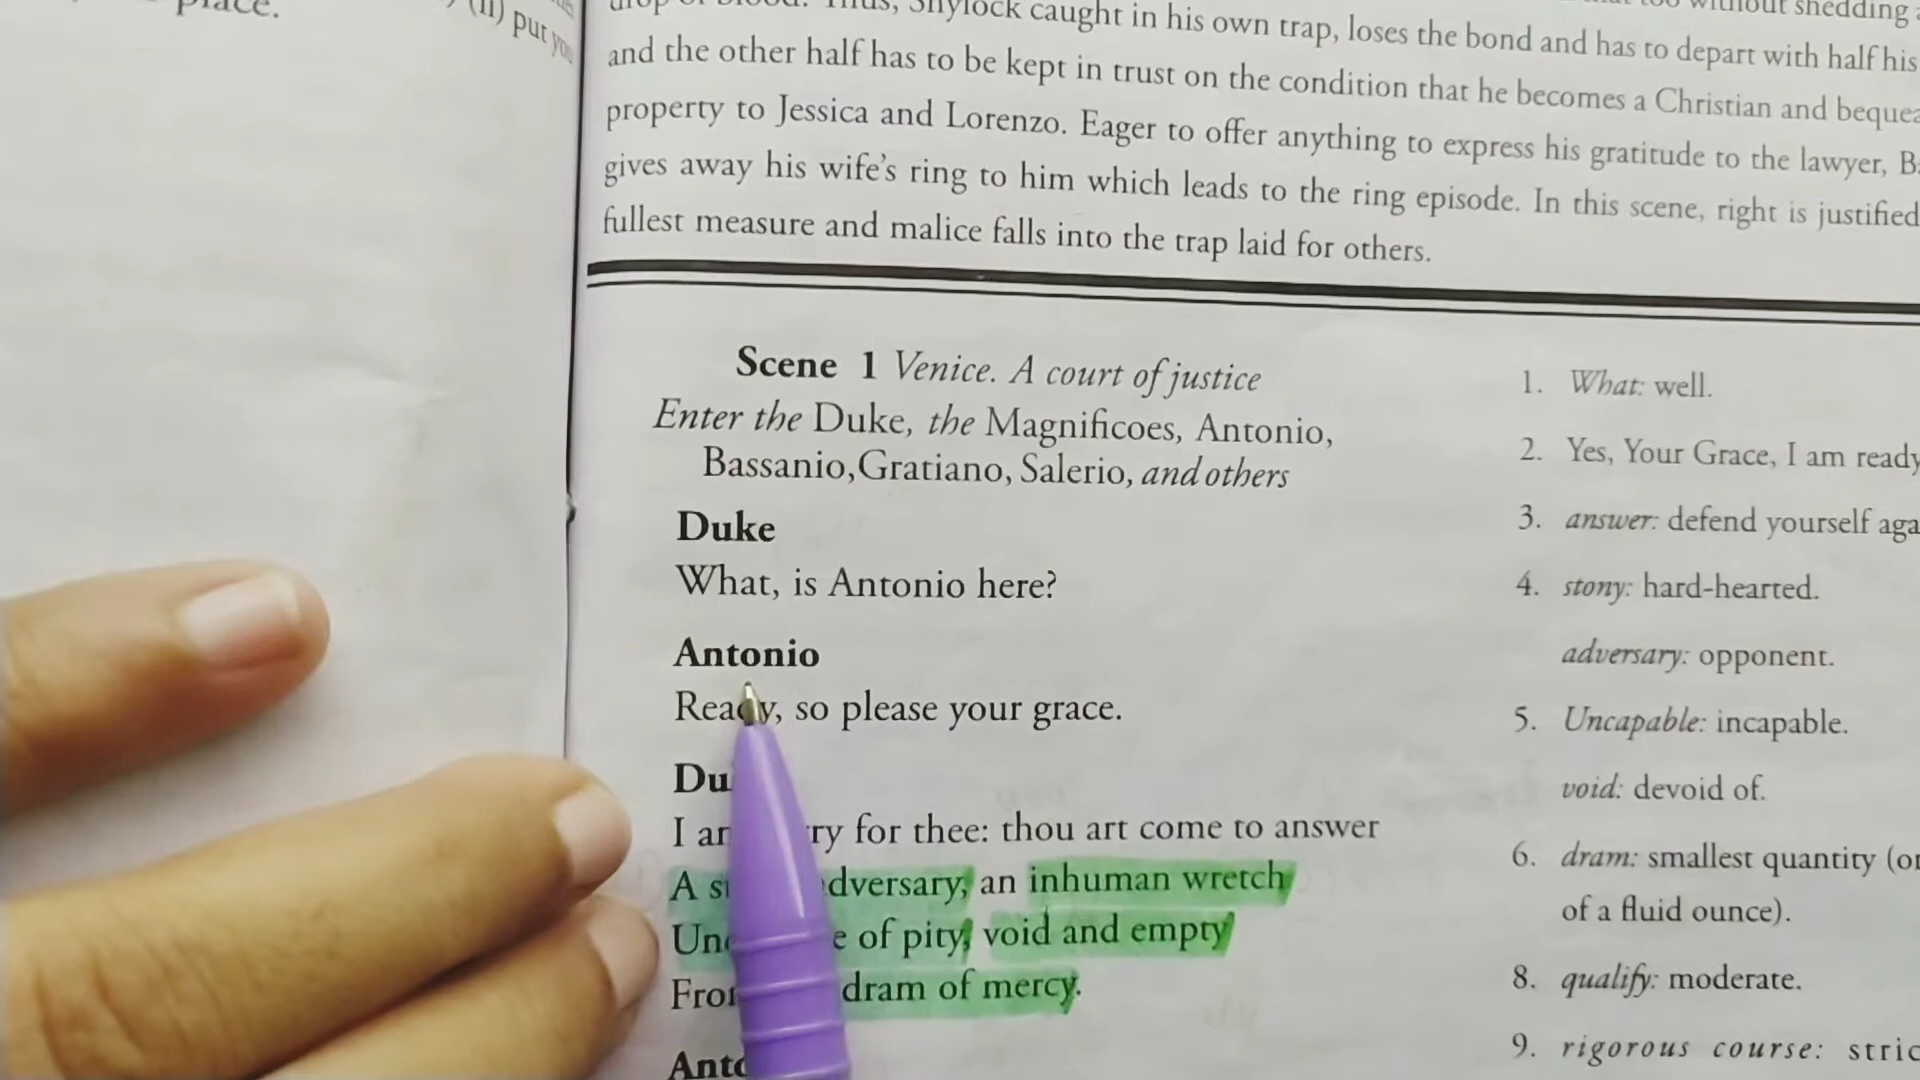 place.
(ii) put
drop of blood. Thus, Shylock caught in his own trap, loses the bond and has to depart with half his
without shedding
and the other half has to be kept in trust on the condition that he becomes a Christian and
property to Jessica and Lorenzo. Eager to offer anything to express his gratitude to the lawyer,
gives away his wife's ring to him which leads to the ring episode. In this scene, right is justified
fullest measure and malice falls into the trap laid for others.
Scene 1 Venice. A court of justice
Enter the Duke, the Magnificoes, Antonio,
Bassanio, Gratiano, Salerio, and others
Duke
What, is Antonio here?
Antonio
Ready, so please your grace.
Du
I for thee: thou art come to answer
A dversary, an inhuman wretch
of pity, void and empty
dram of mercy.
1. What: well.
2. Yes, Your Grace, I am ready
3. answer: defend yourself
4. stony: hard-hearted.
adversary: opponent.
5. Uncapable: incapable.
void: devoid of.
6. dram: smallest quantity
of a fluid ounce).
8. qualify: moderate.
9. rigorous course: